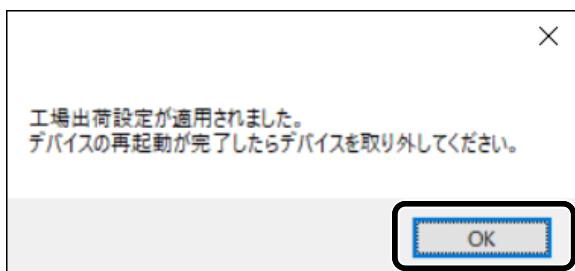 工場出荷設定が適用されました。
デバイスの再起動が完了したらデバイスを取り外してください。
OK